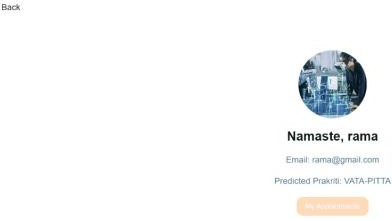 Back
Namaste, rama
Email: rama@gmail.com
Predicted Prakriti: VATA-PITTA
My Appointments